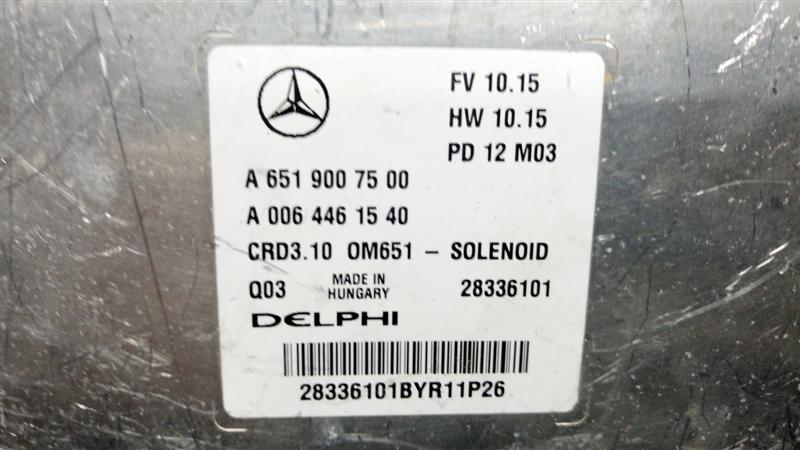 FV 10.15
HW 10.15
PD 12 M03
A 651 900 75 00
A 006 446 15 40
CRD3.10 OM651 – SOLENOID
Q03 MADE IN HUNGARY 28336101
DELPHI
28336101BYR11P26